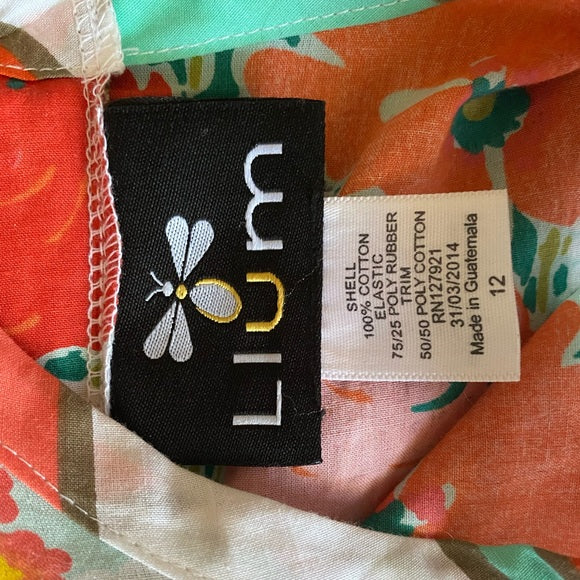 LIUM
SHELL
100% COTTON
ELASTIC
75/25 POLY RUBBER
TRIM
50/50 POLY COTTON
RN127921
31/03/2014
Made in Guatemala
12